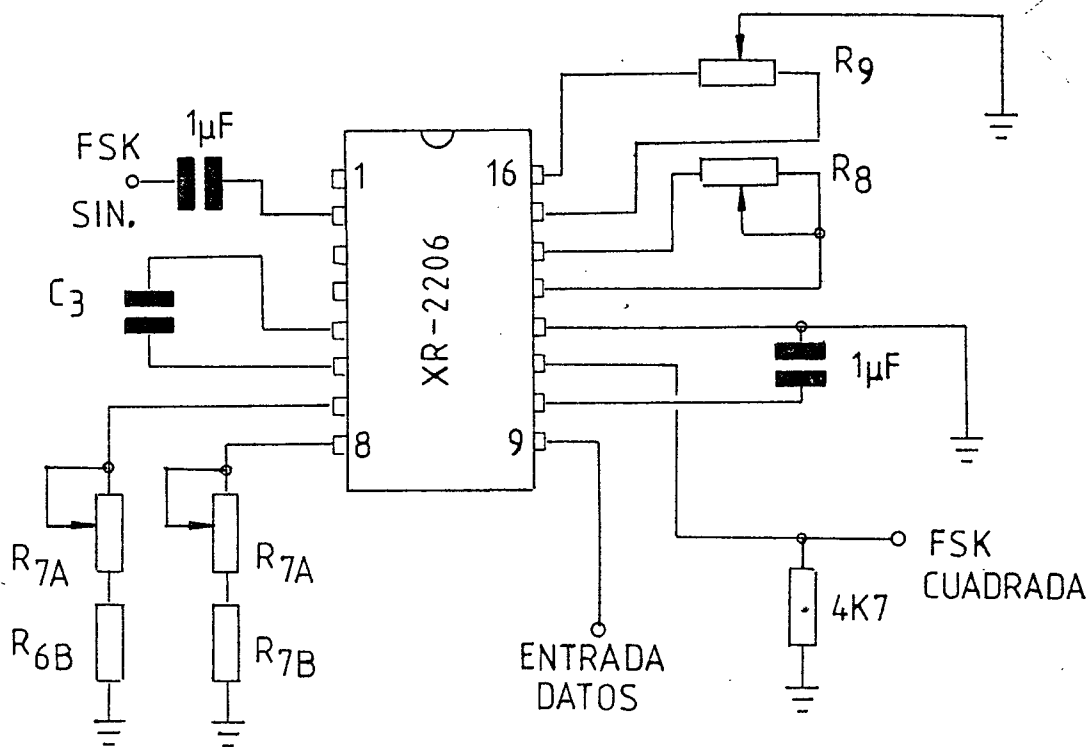 R9
1µF
FSK
SIN.
1
16
R8
C3
XR-2206
1µF
8
9
R7A
R7A
FSK
CUADRADA
4K7
R6B
R7B
ENTRADA
DATOS